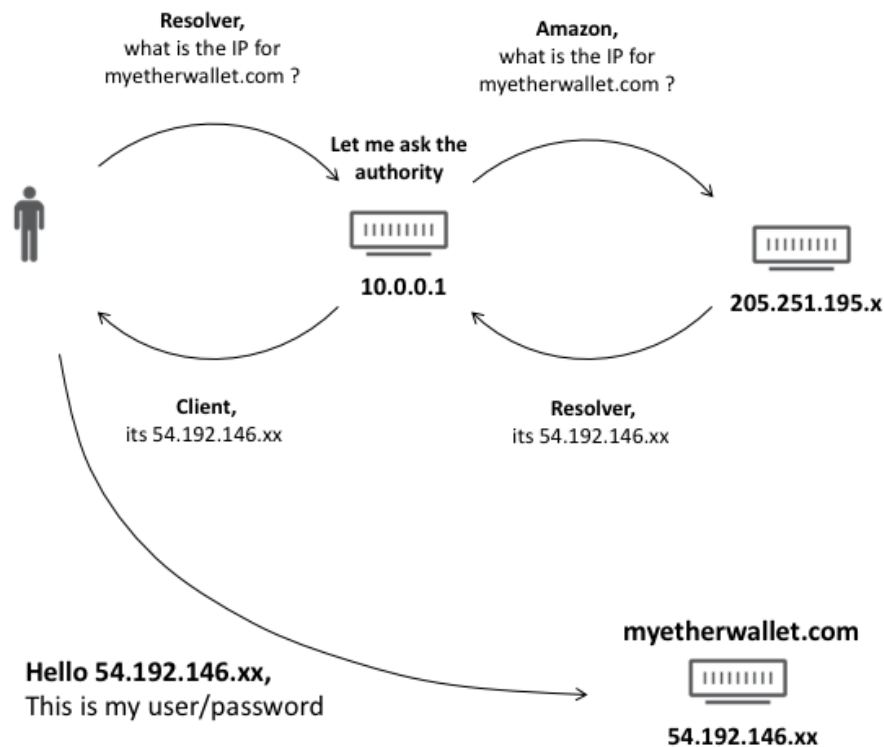 Resolver,
what is the IP for
myetherwallet.com ?
Amazon,
what is the IP for
myetherwallet.com ?
Let me ask the
authority
10.0.0.1
205.251.195.x
Client,
its 54.192.146.xx
Resolver,
its 54.192.146.xx
Hello 54.192.146.xx,
This is my user/password
myetherwallet.com
54.192.146.xx